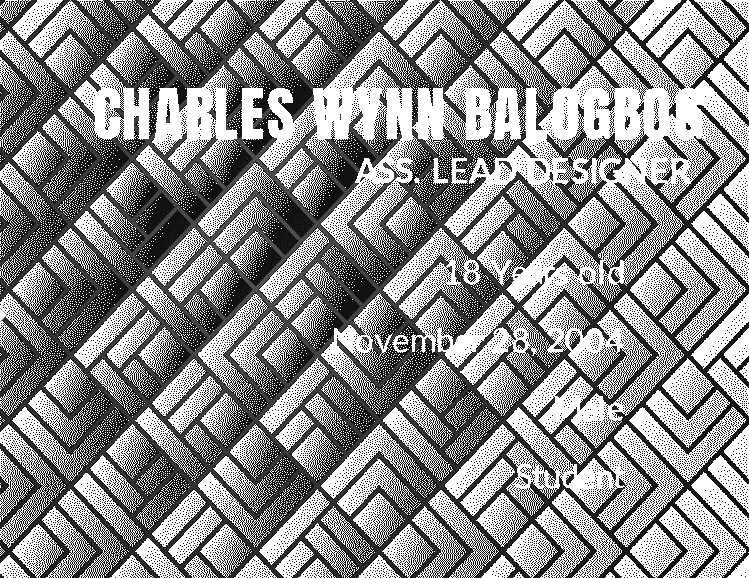 CHARLES WYNN BALOGBOG
ASS. LEAD DESIGNER
18 Years old
November 28, 2004
Male
Student